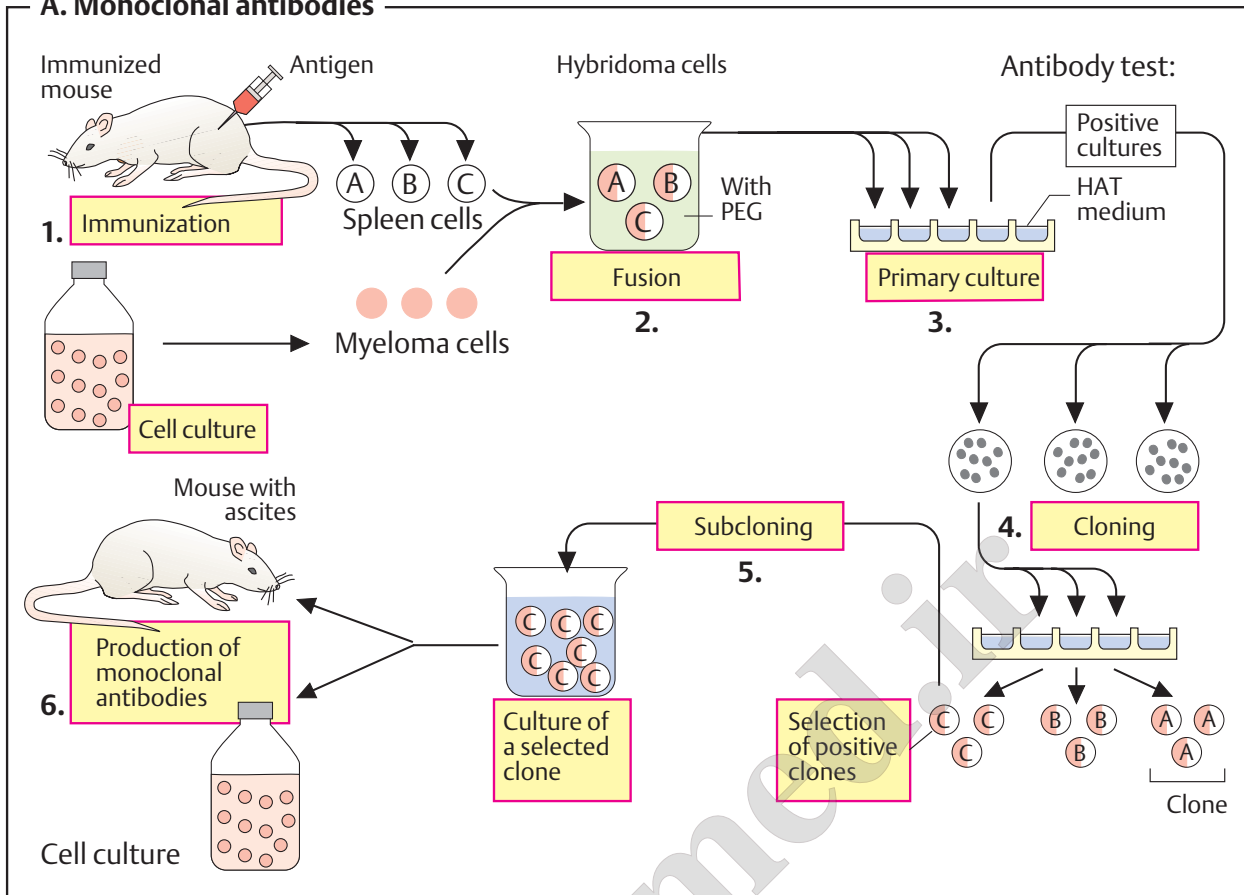 A. Monoclonal antibodies
Immunized
mouse
Antigen
Hybridoma cells
Antibody test:
Positive
cultures
A B C
Spleen cells
A B
C
With
PEG
HAT
medium
1. Immunization
Fusion
2.
Primary culture
3.
Myeloma cells
Cell culture
4. Cloning
Mouse with
ascites
Subcloning
5.
C C C
C C
C C C
6. Production of
monoclonal
antibodies
Culture of
a selected
clone
Selection
of positive
clones
C C
C
B B
B
A A
A
Clone
Cell culture
med.ir